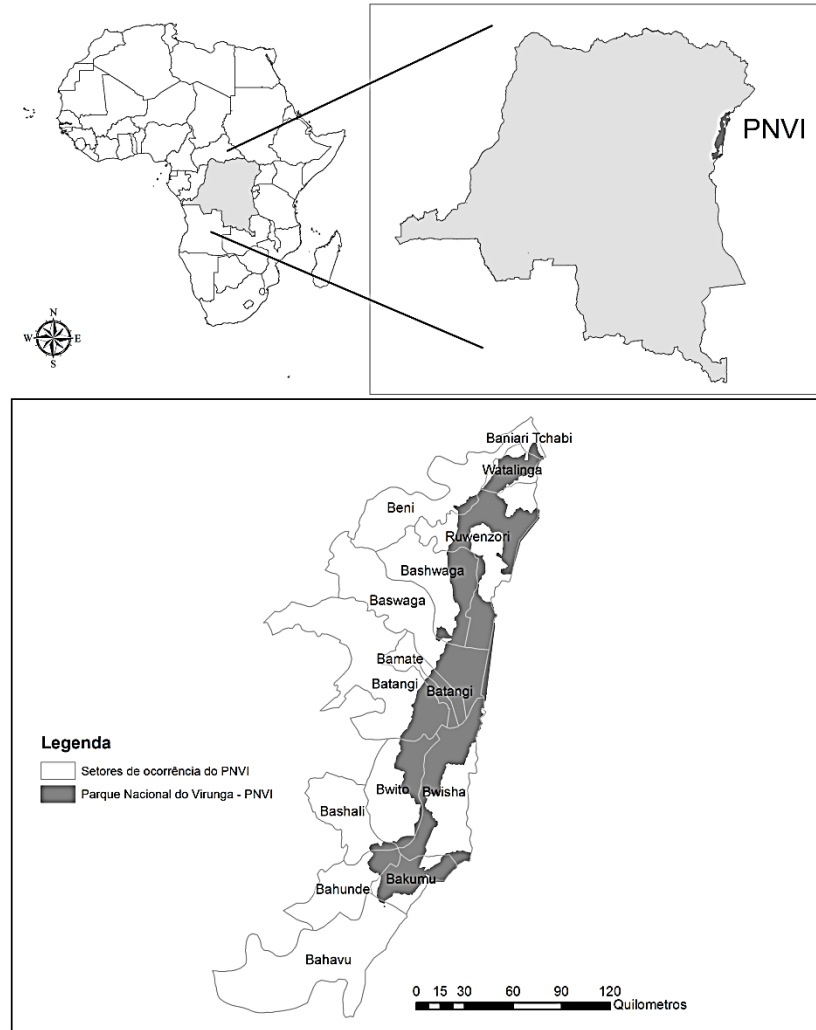 PNVI
N
W E
S
Baniari Tchabi
Watalinga
Beni
Ruwenzori
Bashwaga
Baswaga
Bamate
Batangi
Batangi
Legenda
Setores de ocorrência do PNVI
Parque Nacional do Virunga - PNVI
Bwito
Bwisha
Bashali
Bakumu
Bahunde
Bahavu
0 15 30 60 90 120
Quilometros